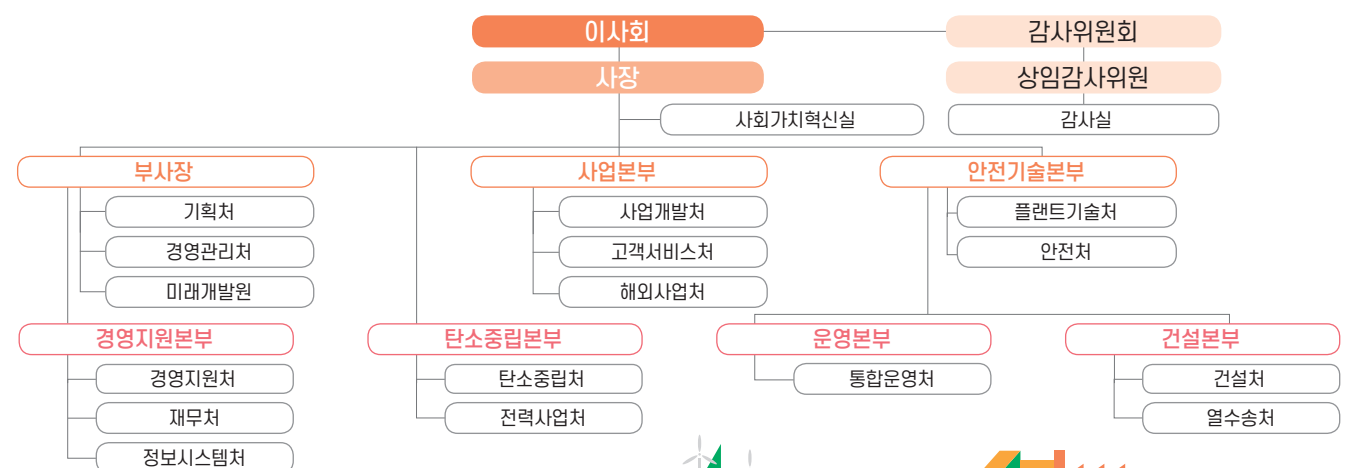 이사회
감사위원회
사장
상임감사위원
사회가치혁신실
감사실
부사장
사업본부
안전기술본부
기획처
사업개발처
플랜트기술처
경영관리처
고객서비스처
안전처
미래개발원
해외사업처
경영지원본부
탄소중립본부
운영본부
건설본부
경영지원처
탄소중립처
통합운영처
건설처
재무처
전력사업처
열수송처
정보시스템처